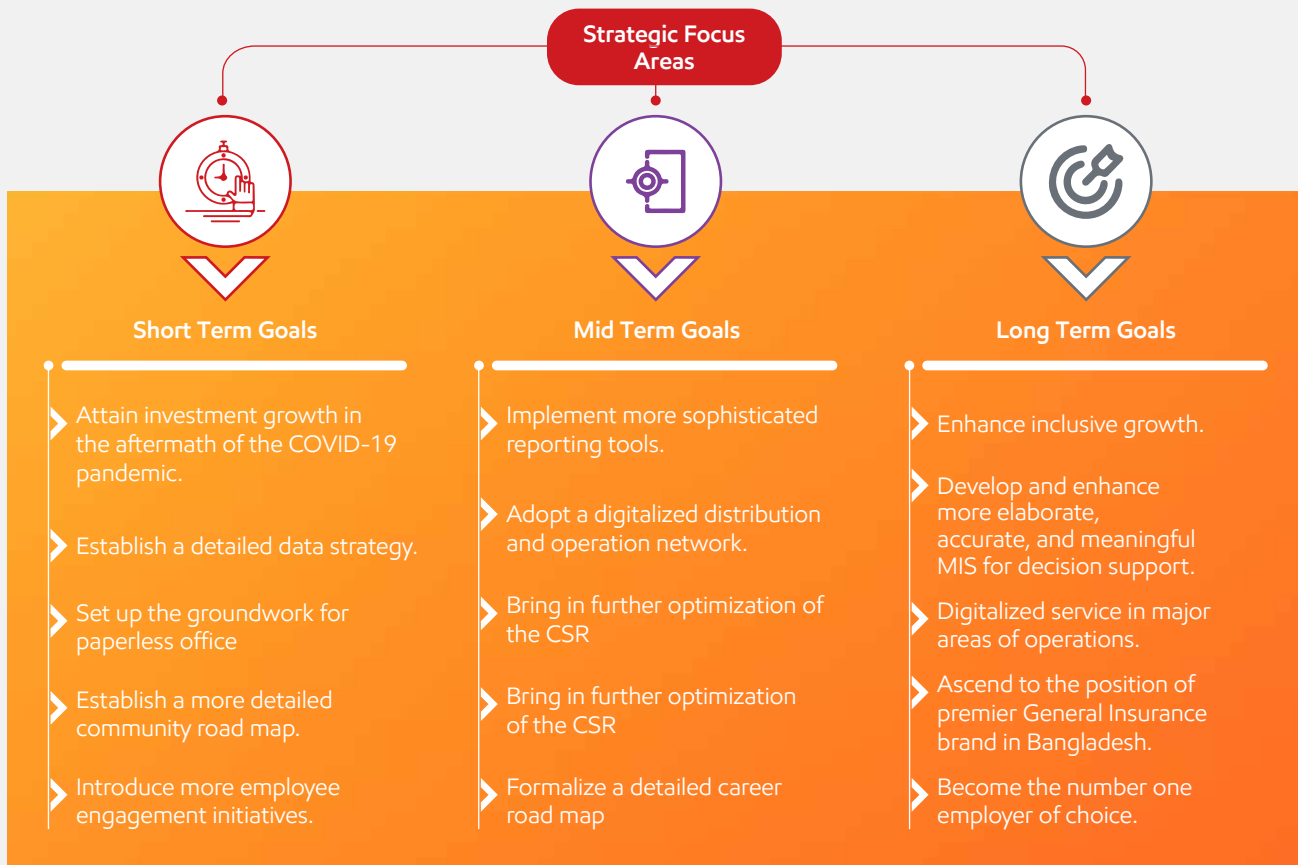 Strategic Focus
Areas
Short Term Goals
Attain investment growth in
the aftermath of the COVID-19
pandemic.
Establish a detailed data strategy.
Set up the groundwork for
paperless office
Establish a more detailed
community road map.
Introduce more employee
engagement initiatives.
Mid Term Goals
Implement more sophisticated
reporting tools.
Adopt a digitalized distribution
and operation network.
Bring in further optimization of
the CSR
Bring in further optimization
of the CSR
Formalize a detailed career
road map
Long Term Goals
Enhance inclusive growth.
Develop and enhance
more elaborate,
accurate, and meaningful
MIS for decision support.
Digitalized service in major
areas of operations.
Ascend to the position of
premier General Insurance
brand in Bangladesh.
Become the number one
employer of choice.